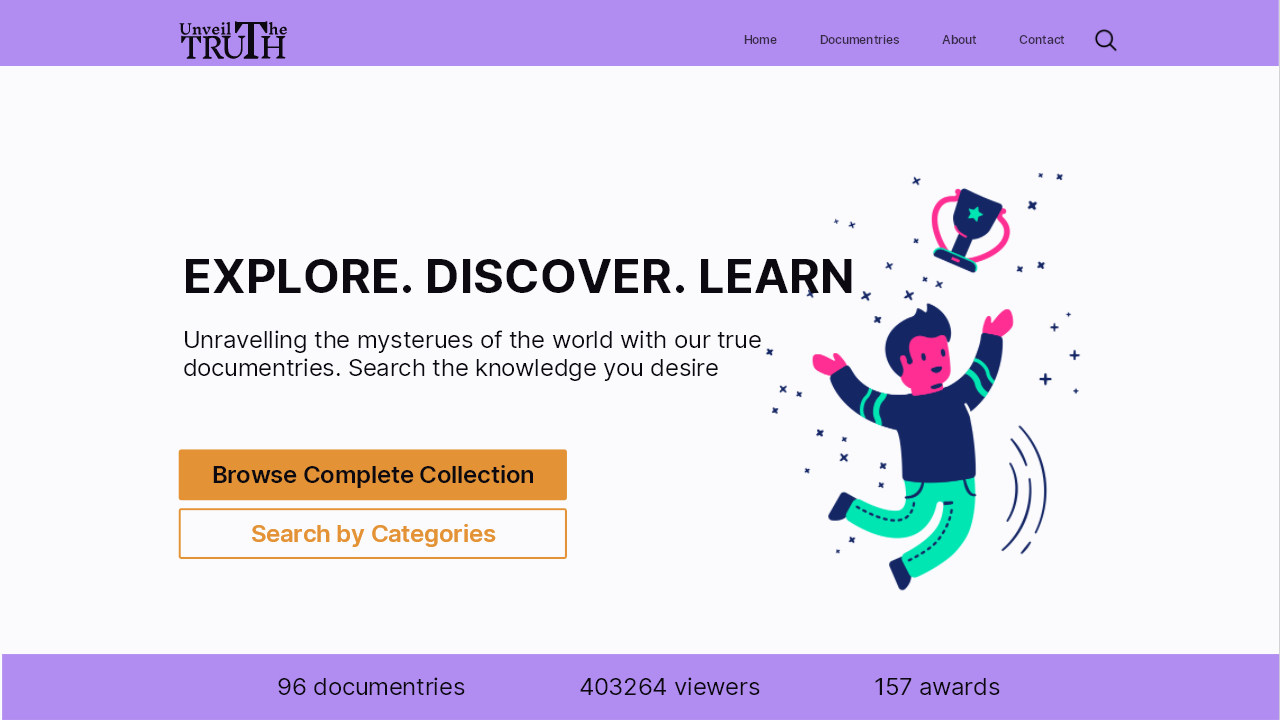 Unveil The
TRUTH
Home Documentries About Contact
EXPLORE. DISCOVER. LEARN
Unravelling the mysterues of the world with our true
documentries. Search the knowledge you desire
Browse Complete Collection
Search by Categories
96 documentries 403264 viewers 157 awards